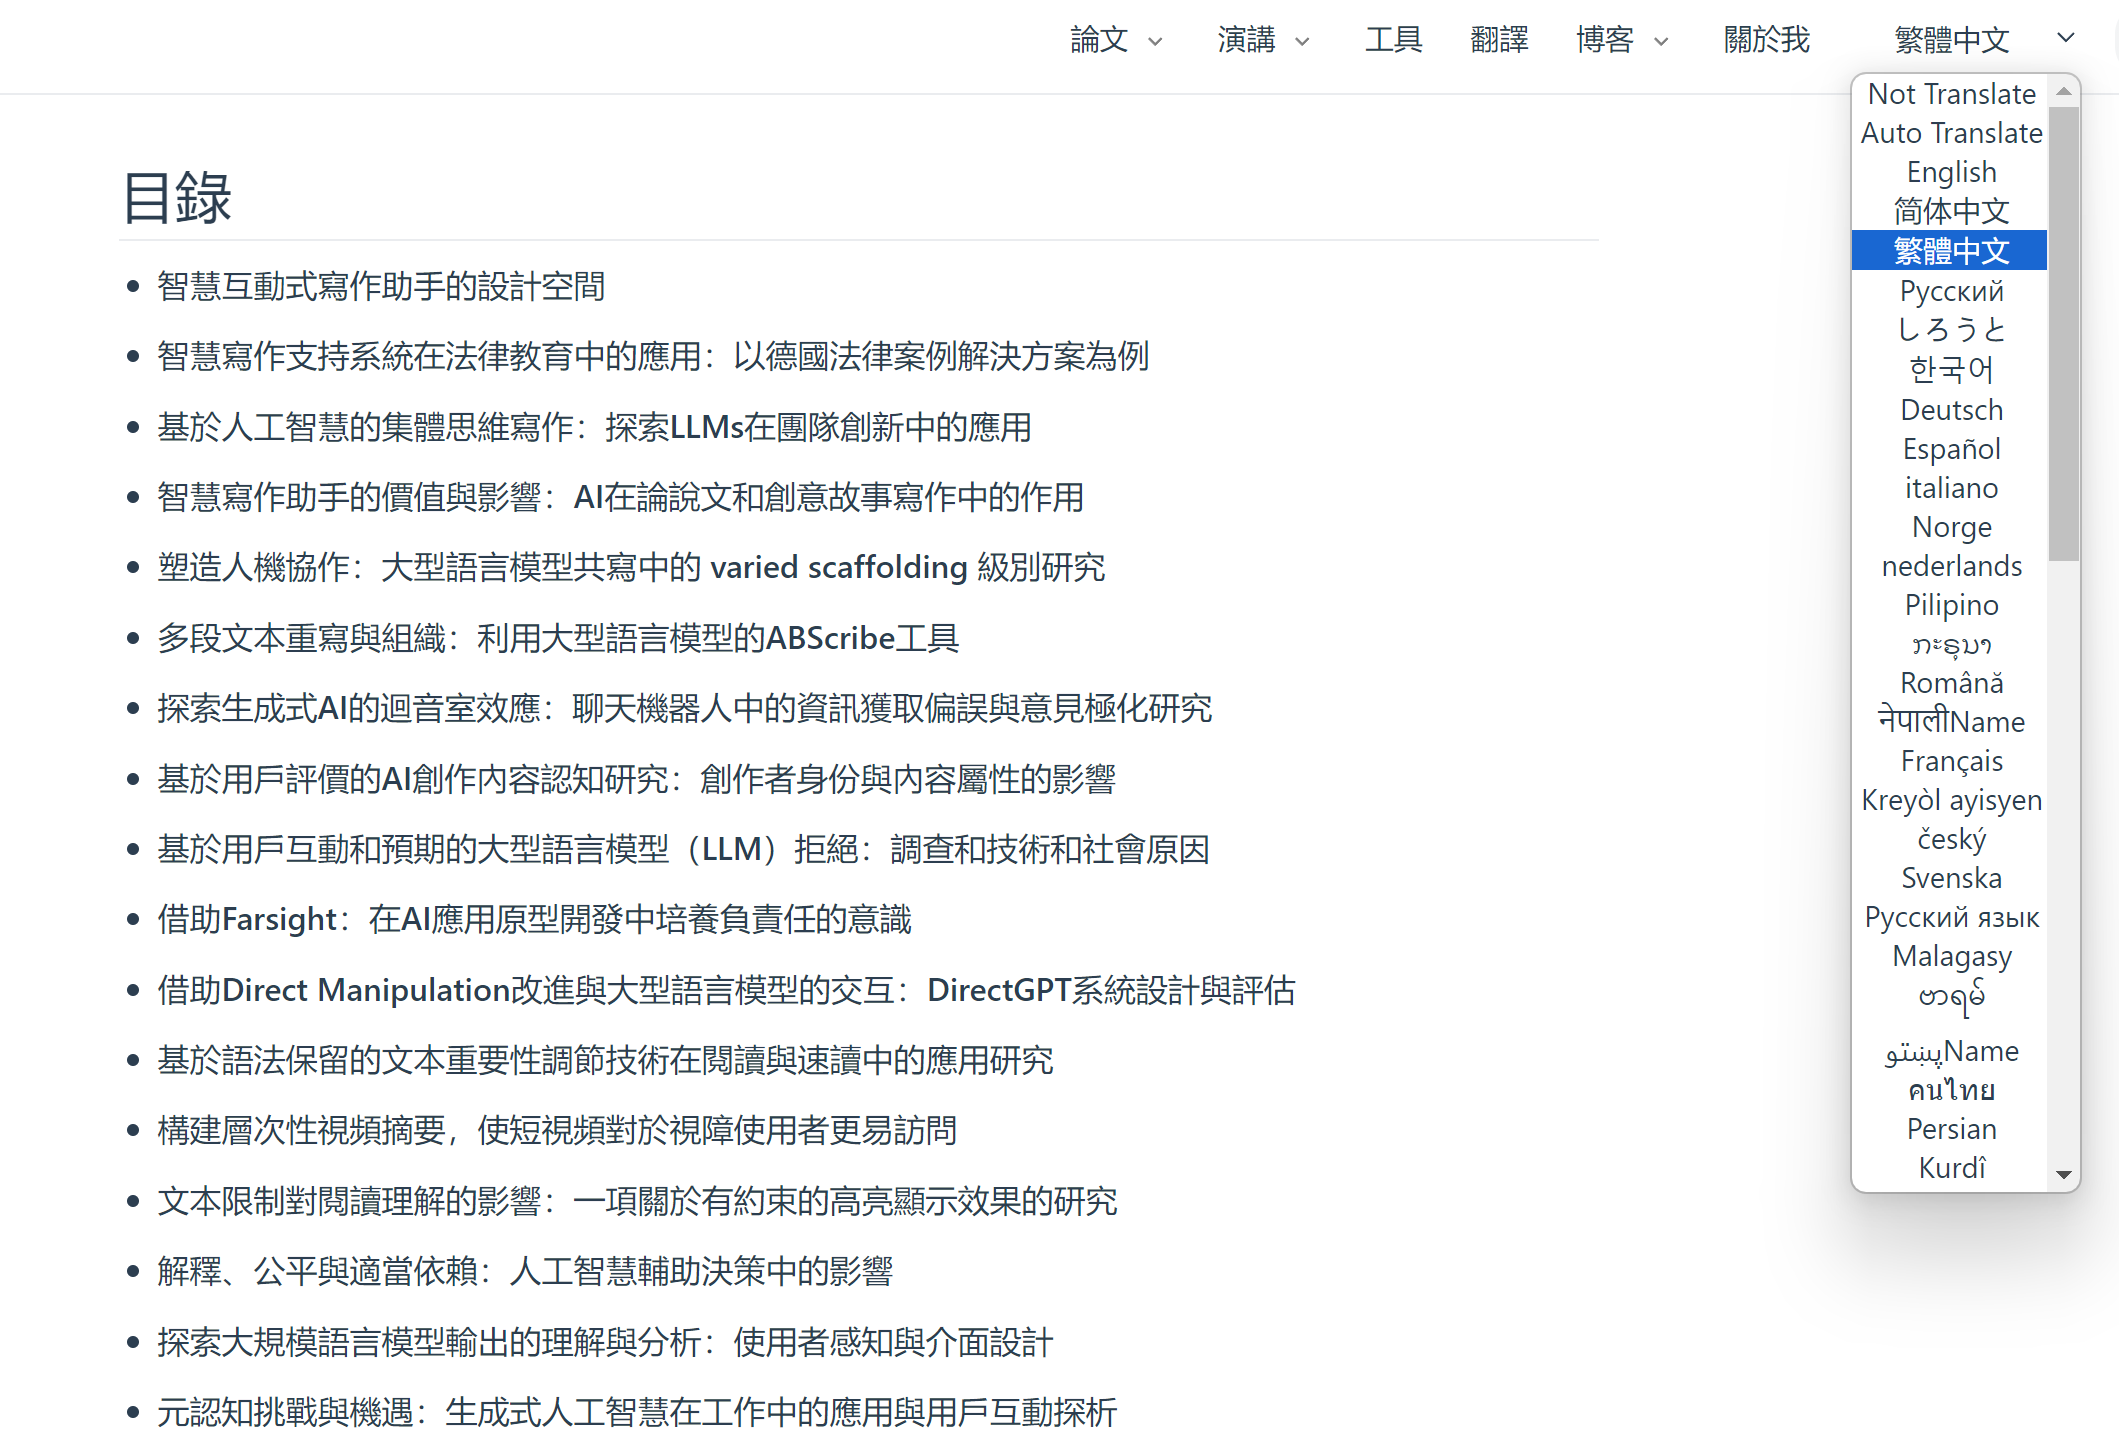 論文 演講 工具 翻譯 博客 關於我 繁體中文
Not Translate
Auto Translate
English
简体中文
繁體中文
Русский
しろうと
한국어
Deutsch
Español
italiano
Norge
nederlands
Pilipino
ກະຣຸນາ
Română
नेपालीName
Français
Kreyòl ayisyen
český
Svenska
Русский язык
Malagasy
ဗာရမ်
پښتوName
คนไทย
Persian
Kurdî
目錄
智慧互動式寫作助手的設計空間
智慧寫作支持系統在法律教育中的應用：以德國法律案例解決方案為例
基於人工智慧的集體思維寫作：探索LLMs在團隊創新中的應用
智慧寫作助手的價值與影響：AI在論說文和創意故事寫作中的作用
塑造人機協作：大型語言模型共寫中的 varied scaffolding 級別研究
多段文本重寫與組織：利用大型語言模型的ABScribe工具
探索生成式AI的迴音室效應：聊天機器人中的資訊獲取偏誤與意見極化研究
基於用戶評價的AI創作內容認知研究：創作者身份與內容屬性的影響
基於用戶互動和預期的大型語言模型（LLM）拒絕：調查和技術和社會原因
借助Farsight：在AI應用原型開發中培養負責任的意識
借助Direct Manipulation改進與大型語言模型的交互：DirectGPT系統設計與評估
基於語法保留的文本重要性調節技術在閱讀與速讀中的應用研究
構建層次性視頻摘要，使短視頻對於視障使用者更易訪問
文本限制對閱讀理解的影響：一項關於有約束的高亮顯示效果的研究
解釋、公平與適當依賴：人工智慧輔助決策中的影響
探索大規模語言模型輸出的理解與分析：使用者感知與介面設計
元認知挑戰與機遇：生成式人工智慧在工作中的應用與用戶互動探析